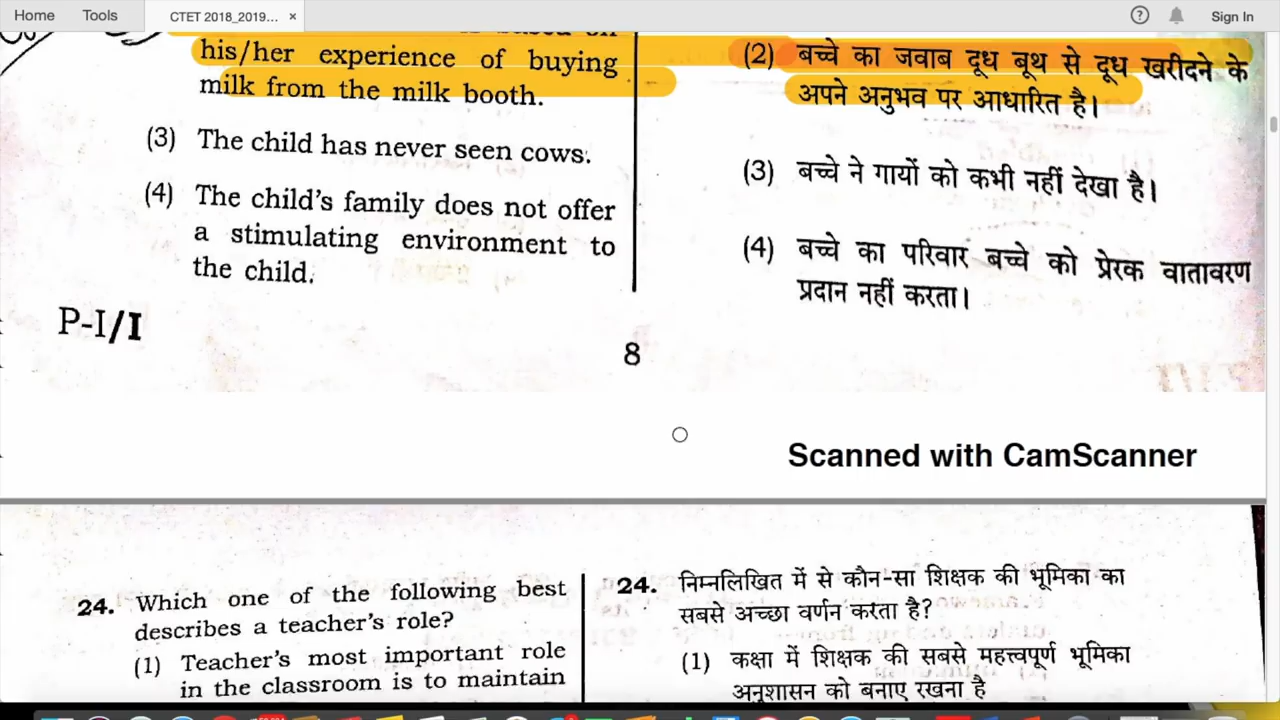 Home
Tools
CTET 2018_2019... ×
Sign In
his/her experience of buying
milk from the milk booth.
(3) The child has never seen cows.
(4) The child's family does not offer
a stimulating environment to
the child.
P-I/I
(2) बच्चे का जवाब दूध बूथ से दूध खरीदने के
अपने अनुभव पर आधारित है।
(3) बच्चे ने गायों को कभी नहीं देखा है।
(4) बच्चे का परिवार बच्चे को प्रेरक वातावरण
प्रदान नहीं करता।
8
Scanned with CamScanner
24. Which one of the following best
describes a teacher's role?
(1) Teacher's most important role
in the classroom is to maintain
24. निम्नलिखित में से कौन-सा शिक्षक की भूमिका का
सबसे अच्छा वर्णन करता है?
(1) कक्षा में शिक्षक की सबसे महत्त्वपूर्ण भूमिका
अनुशासन को बनाए रखना है